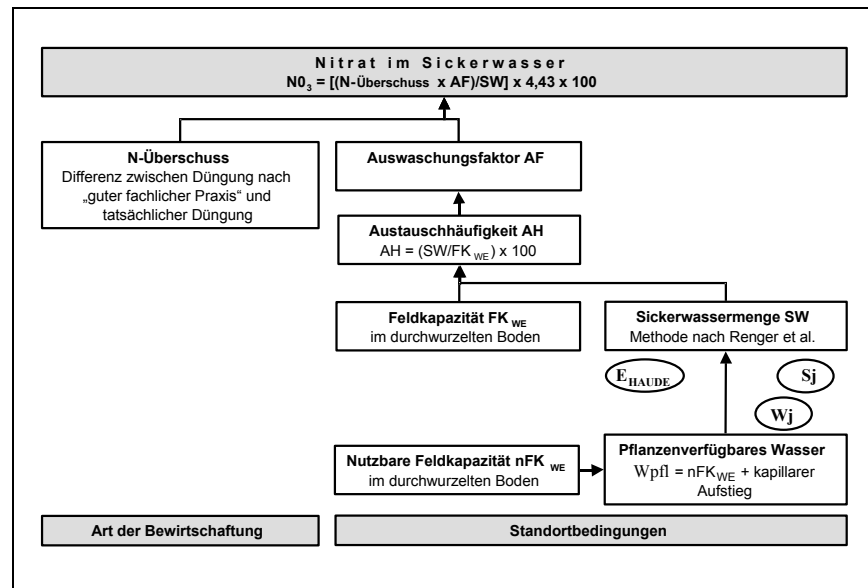 Nitrat im Sickerwasser
N0₃ = [(N-Überschuss x AF)/SW] x 4,43 x 100
N-Überschuss
Differenz zwischen Düngung nach
„guter fachlicher Praxis“ und
tatsächlicher Düngung
Auswaschungsfaktor AF
Austauschhäufigkeit AH
AH = (SW/FK WE) x 100
Feldkapazität FK WE
im durchwurzelten Boden
Sickerwassermenge SW
Methode nach Renger et al.
E HAUDE
Sj
Wj
Nutzbare Feldkapazität nFK WE
im durchwurzelten Boden
Pflanzenverfügbares Wasser
Wpfl = nFK WE + kapillarer
Aufstieg
Art der Bewirtschaftung
Standortbedingungen